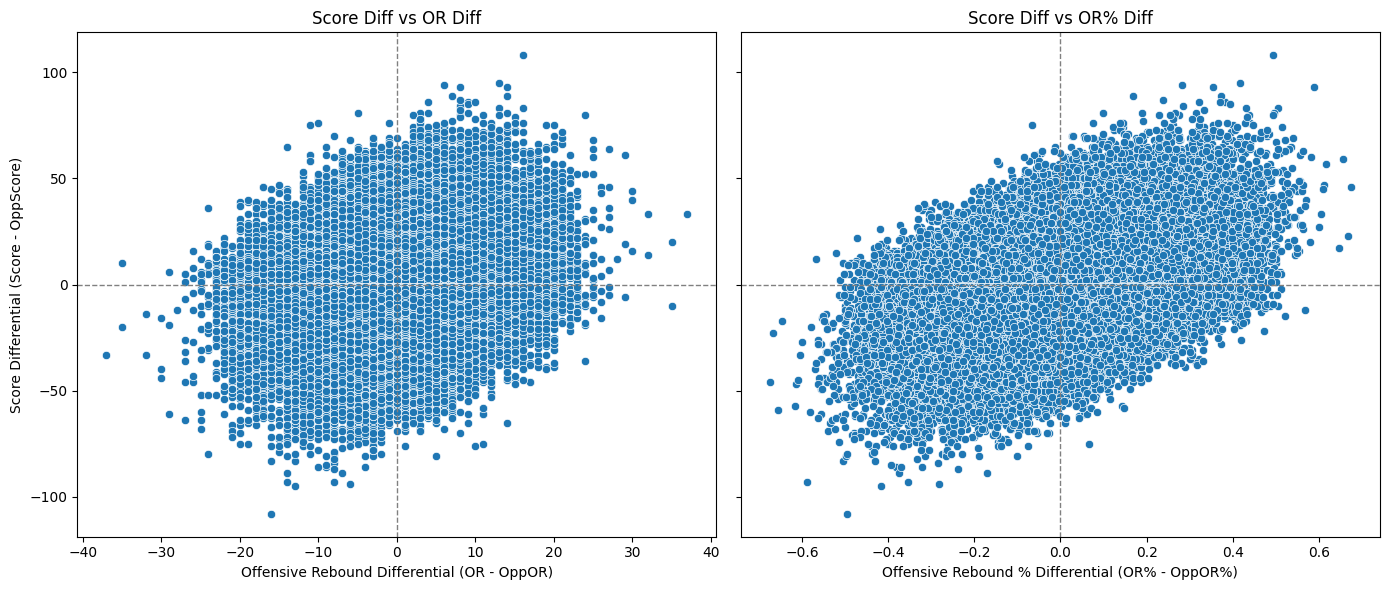 Score Diff vs OR Diff
Score Diff vs OR% Diff
Score Differential (Score - OppScore)
100
50
0
−50
−100
−40 −30 −20 −10 0 10 20 30 40
−0.6 −0.4 −0.2 0.0 0.2 0.4 0.6
Offensive Rebound Differential (OR - OppOR)
Offensive Rebound % Differential (OR% - OppOR%)